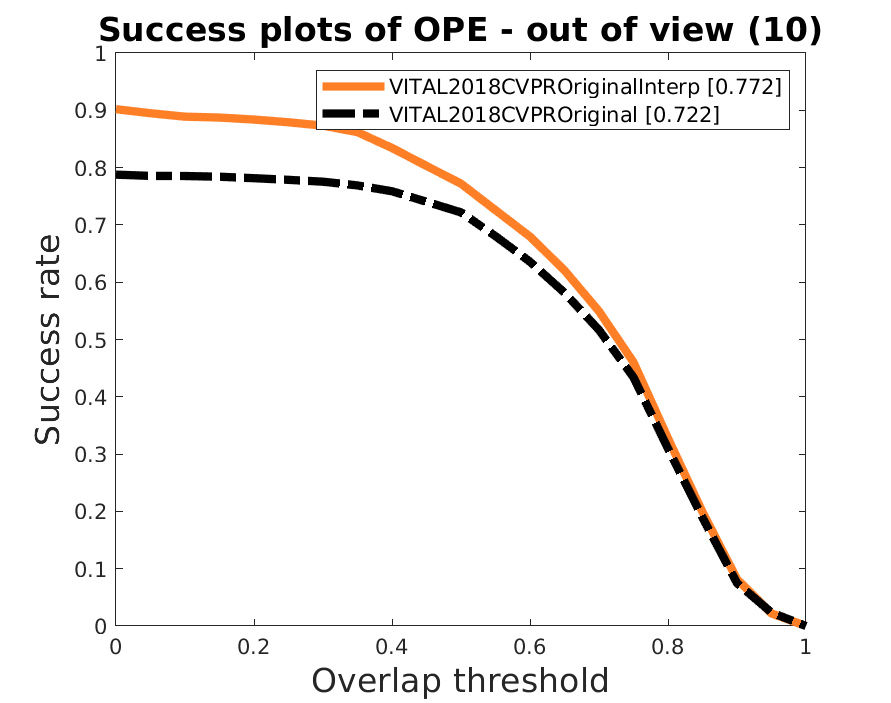 Success plots of OPE - out of view (10)
1
VITAL2018CVPROriginalInterp [0.772]
VITAL2018CVPROriginal [0.722]
0.9
0.8
0.7
0.6
0.5
0.4
0.3
0.2
0.1
0
Success rate
0 0.2 0.4 0.6 0.8 1
Overlap threshold